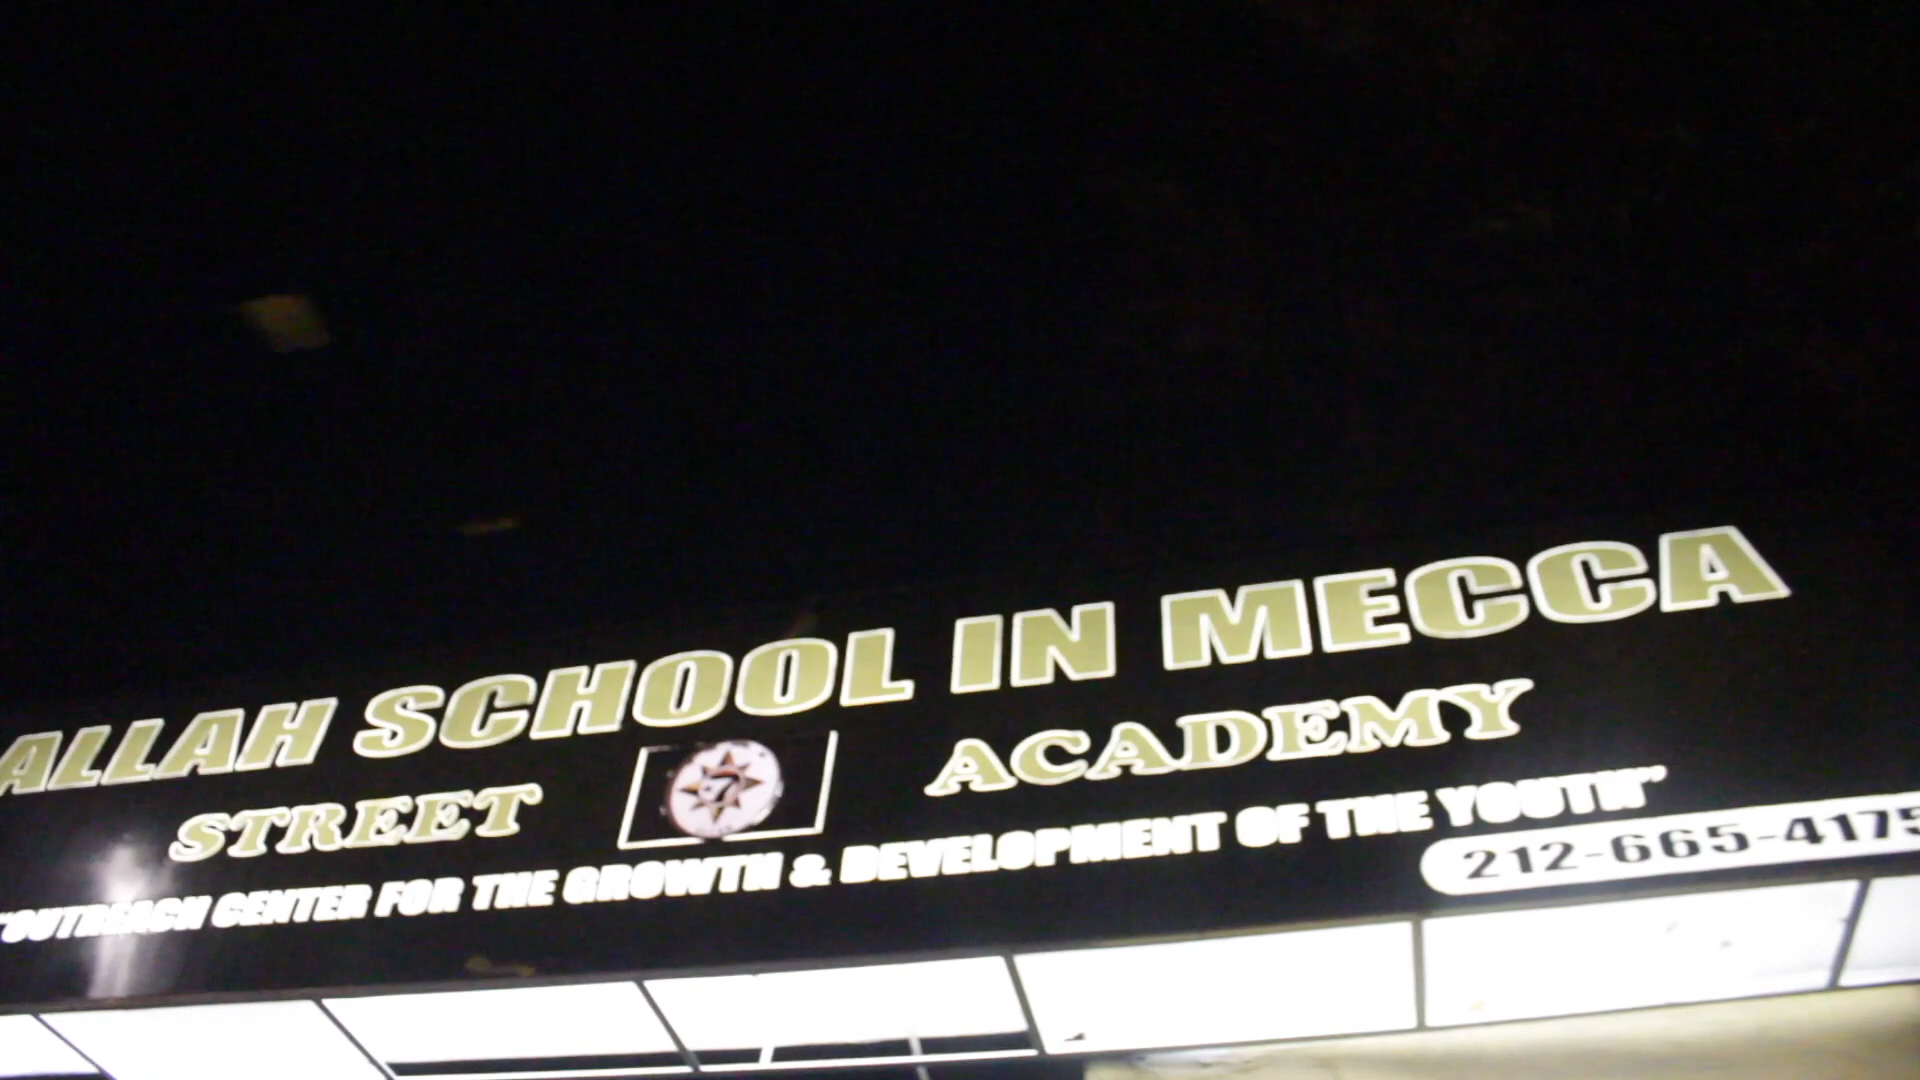 ALLAH SCHOOL IN MECCA
STREET 7 ACADEMY
"OUTREACH CENTER FOR THE GROWTH & DEVELOPMENT OF THE YOUTH"
212-665-4175